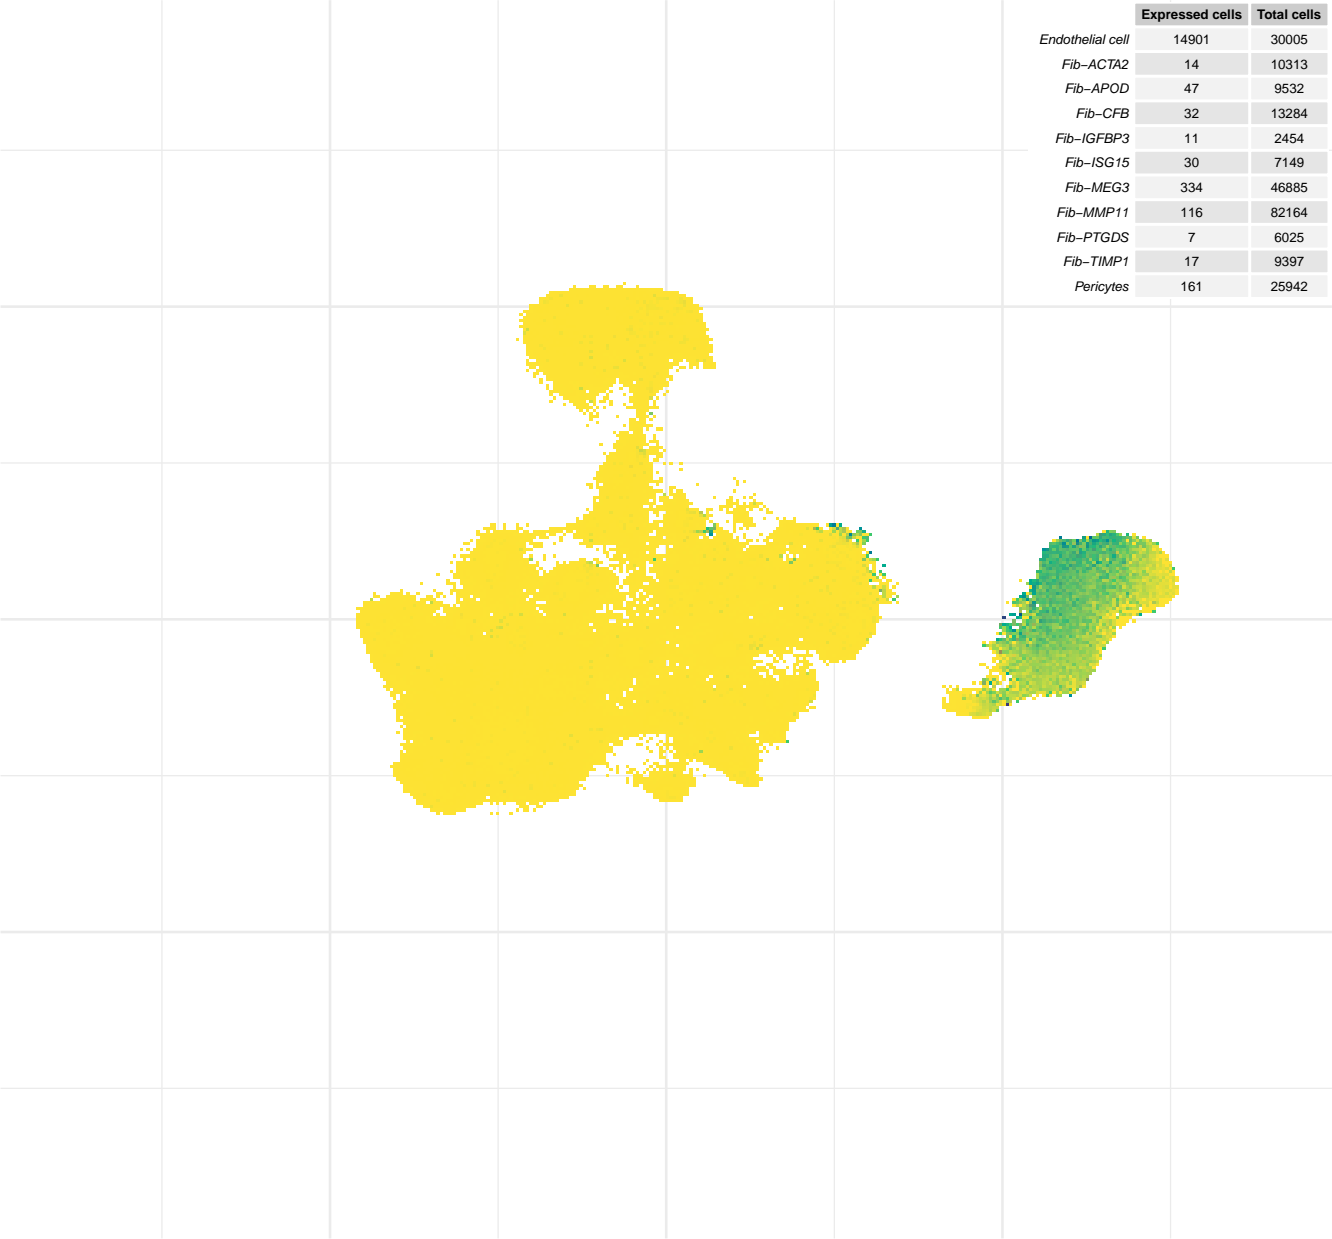 Expressed cells Total cells
Endothelial cell 14901 30005
Fib−ACTA2 14 10313
Fib−APOD 47 9532
Fib−CFB 32 13284
Fib−IGFBP3 11 2454
Fib−ISG15 30 7149
Fib−MEG3 334 46885
Fib−MMP11 116 82164
Fib−PTGDS 7 6025
Fib−TIMP1 17 9397
Pericytes 161 25942